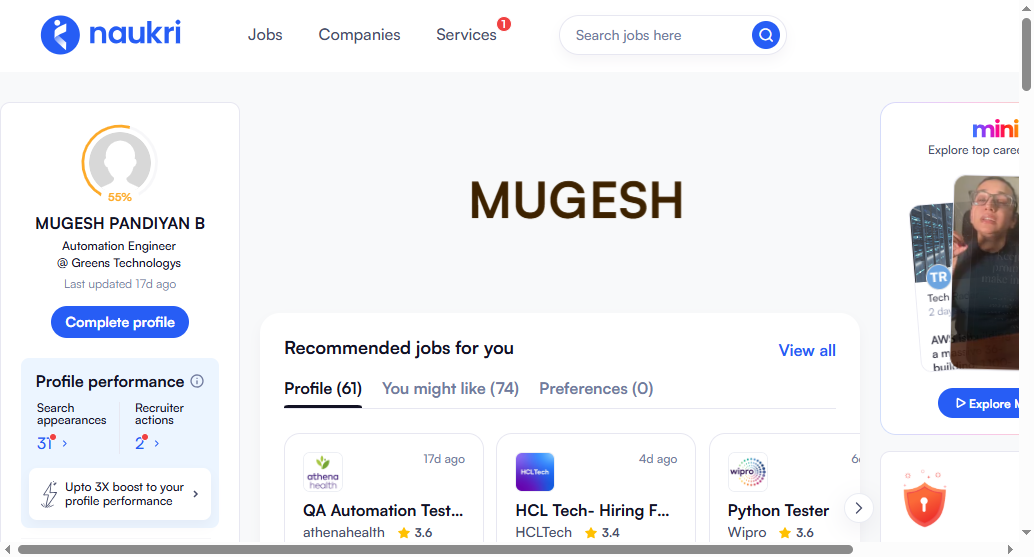 naukri
Jobs
Companies
Services
1
Search jobs here
55%
MUGESH PANDIYAN B
Automation Engineer
@ Greens Technologys
Last updated 17d ago
Complete profile
Profile performance
Search
appearances
31
Recruiter
actions
2
Upto 3X boost to your
profile performance
MUGESH
Recommended jobs for you
View all
Profile (61)
You might like (74)
Preferences (0)
athena
health
17d ago
QA Automation Test...
athenahealth
3.6
HCLTech
4d ago
HCL Tech- Hiring F...
HCLTech
3.4
wipro
Python Tester
Wipro
3.6
mini
Explore top
TR
Tech
2
a m
Explore